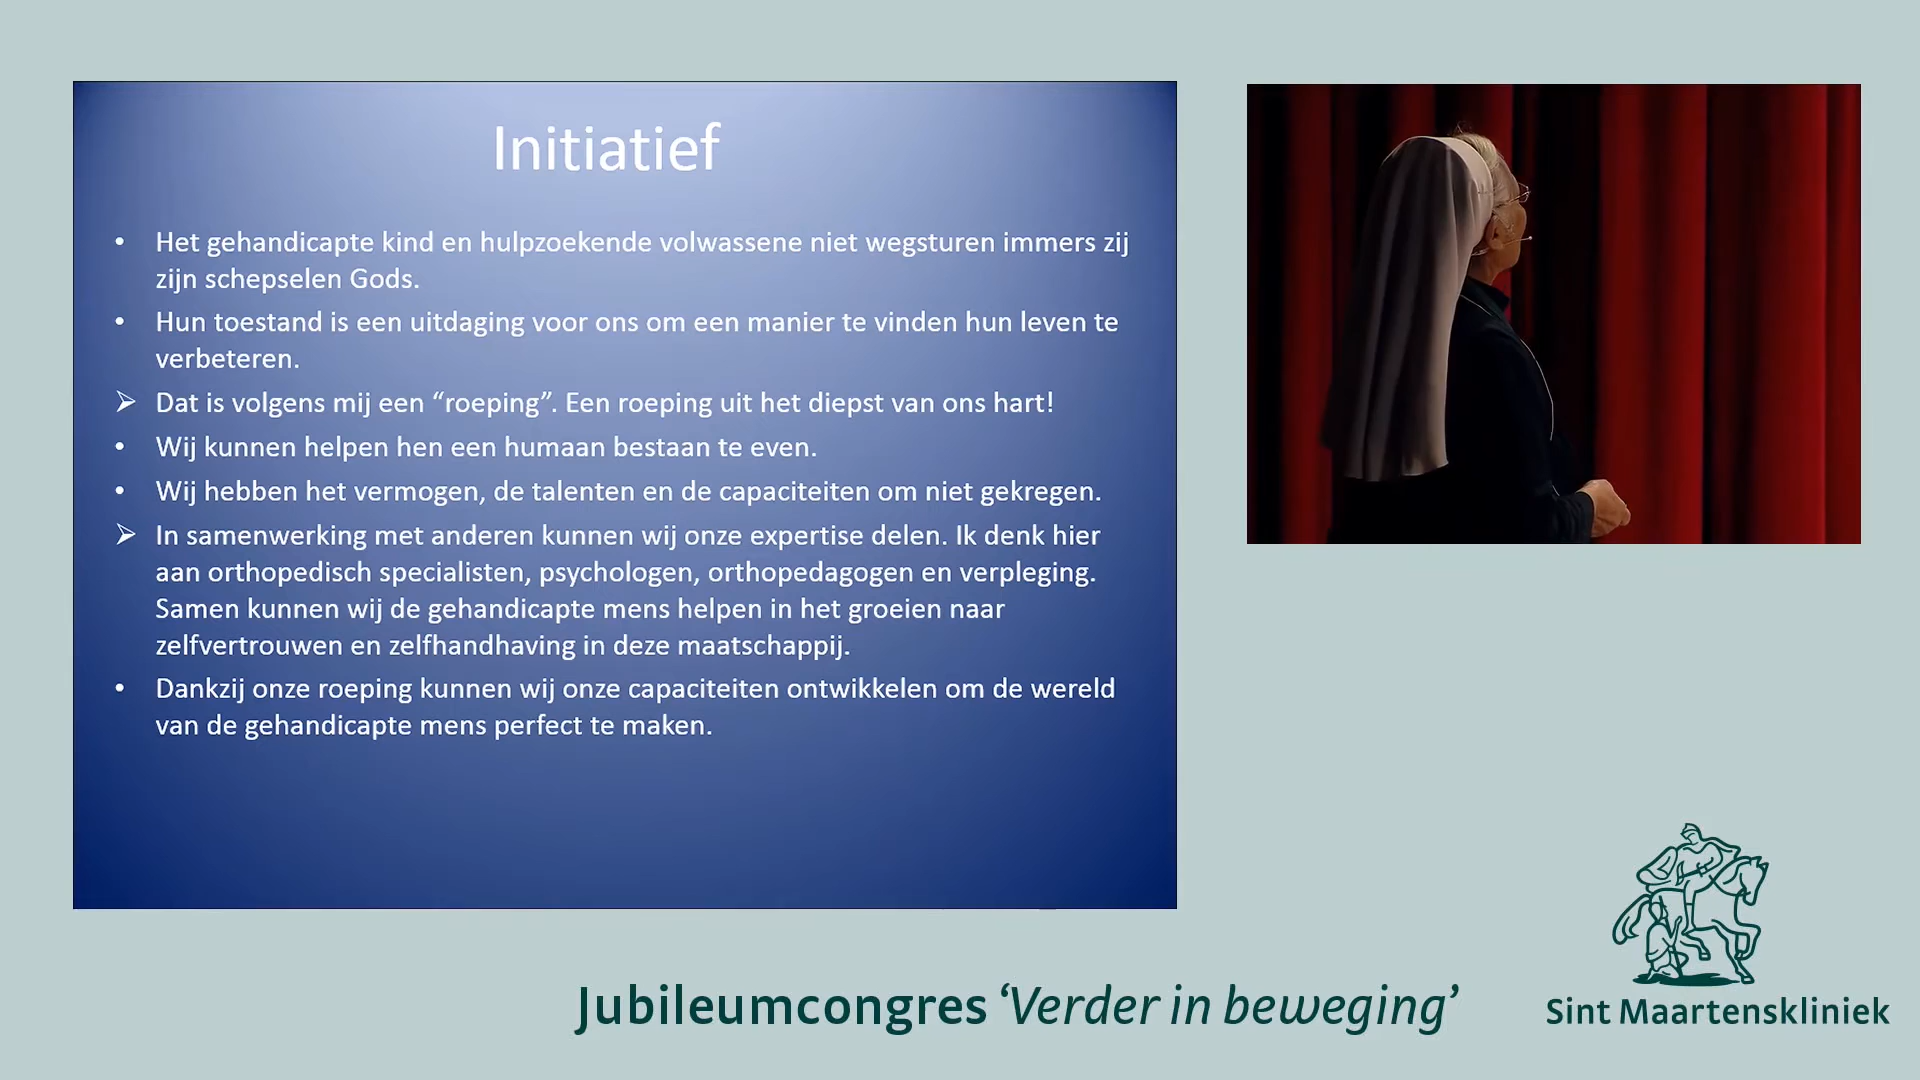 Initiatief
• Het gehandicapte kind en hulpzoekende volwassene niet wegsturen immers zij
zijn schepselen Gods.
• Hun toestand is een uitdaging voor ons om een manier te vinden hun leven te
verbeteren.
➢ Dat is volgens mij een “roeping”. Een roeping uit het diepst van ons hart!
• Wij kunnen helpen hen een humaan bestaan te even.
• Wij hebben het vermogen, de talenten en de capaciteiten om niet gekregen.
➢ In samenwerking met anderen kunnen wij onze expertise delen. Ik denk hier
aan orthopedisch specialisten, psychologen, orthopedagogen en verpleging.
Samen kunnen wij de gehandicapte mens helpen in het groeien naar
zelfvertrouwen en zelfhandhaving in deze maatschappij.
• Dankzij onze roeping kunnen wij onze capaciteiten ontwikkelen om de wereld
van de gehandicapte mens perfect te maken.
Jubileumcongres ‘Verder in beweging’
Sint Maartenskliniek